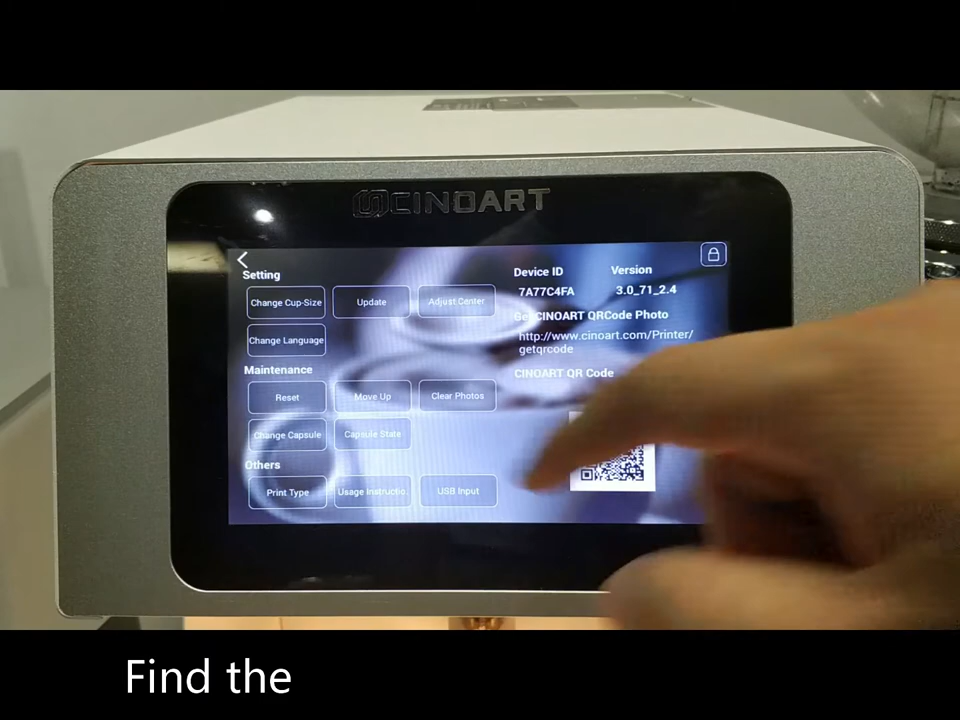 CINOART
Setting
Change Cup-Size
Update
Adjust Center
Change Language
Maintenance
Reset
Move Up
Clear Photos
Change Capsule
Capsule State
Others
Print Type
Usage Instructio
USB Input
Device ID
Version
7A77C4FA
3.0_71_2.4
Get CINOART QRCode Photo
http://www.cinoart.com/Printer/
getqrcode
CINOART QR Code
Find the